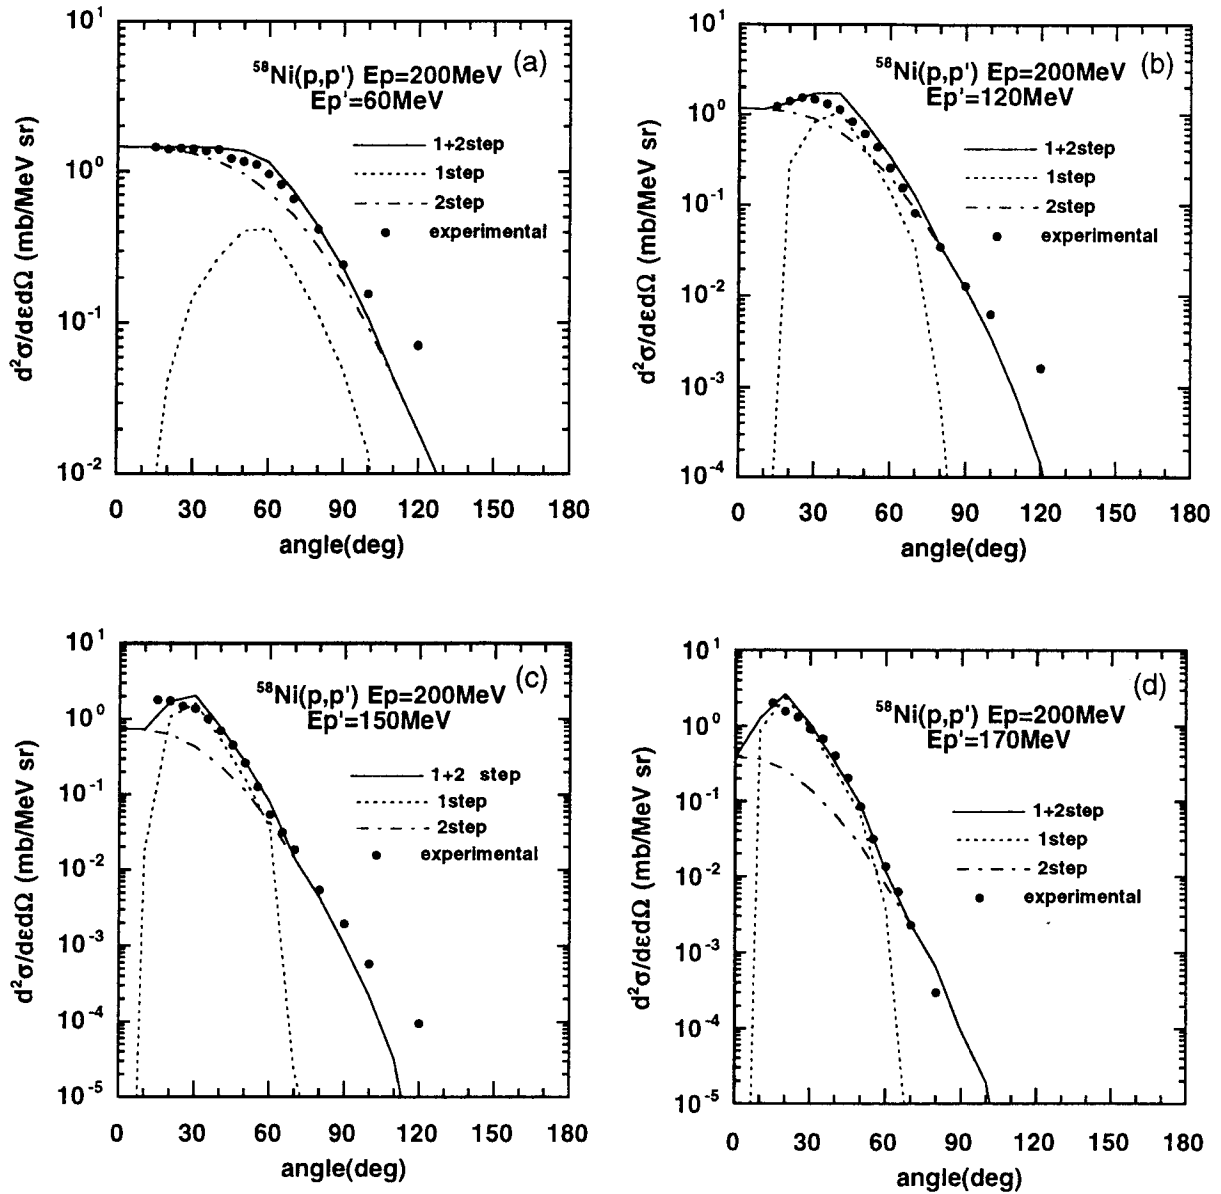 (a)
⁵⁸Ni(p,p') Ep=200MeV
Ep'=60MeV
1+2step
1step
2step
experimental
10¹
10⁰
10⁻¹
10⁻²
d²σ/dεdΩ (mb/MeV sr)
0 30 60 90 120 150 180
angle(deg)
(b)
⁵⁸Ni(p,p') Ep=200MeV
Ep'=120MeV
1+2step
1step
2step
experimental
10¹
10⁰
10⁻¹
10⁻²
10⁻³
10⁻⁴
d²σ/dεdΩ (mb/MeV sr)
0 30 60 90 120 150 180
angle(deg)
(c)
⁵⁸Ni(p,p') Ep=200MeV
Ep'=150MeV
1+2 step
1step
2step
experimental
10¹
10⁰
10⁻¹
10⁻²
10⁻³
10⁻⁴
10⁻⁵
d²σ/dεdΩ (mb/MeV sr)
0 30 60 90 120 150 180
angle(deg)
(d)
⁵⁸Ni(p,p') Ep=200MeV
Ep'=170MeV
1+2step
1step
2step
experimental
10¹
10⁰
10⁻¹
10⁻²
10⁻³
10⁻⁴
10⁻⁵
d²σ/dεdΩ (mb/MeV sr)
0 30 60 90 120 150 180
angle(deg)